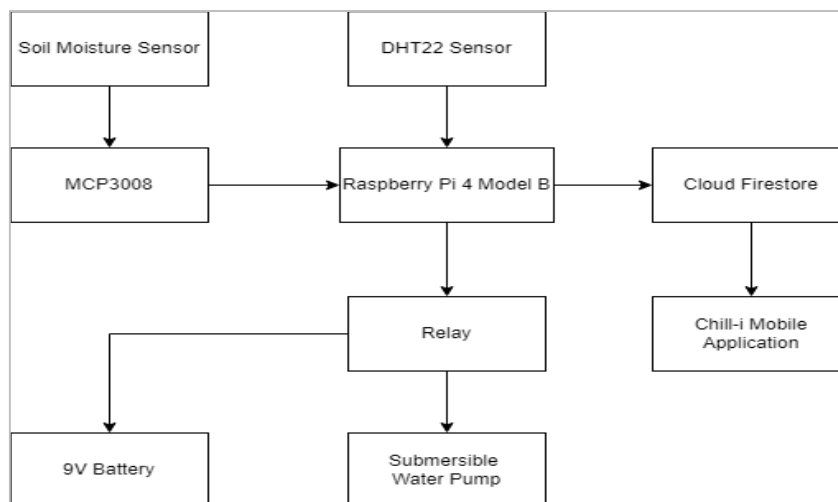 Soil Moisture Sensor
DHT22 Sensor
MCP3008
Raspberry Pi 4 Model B
Cloud Firestore
Relay
Chill-i Mobile
Application
9V Battery
Submersible
Water Pump